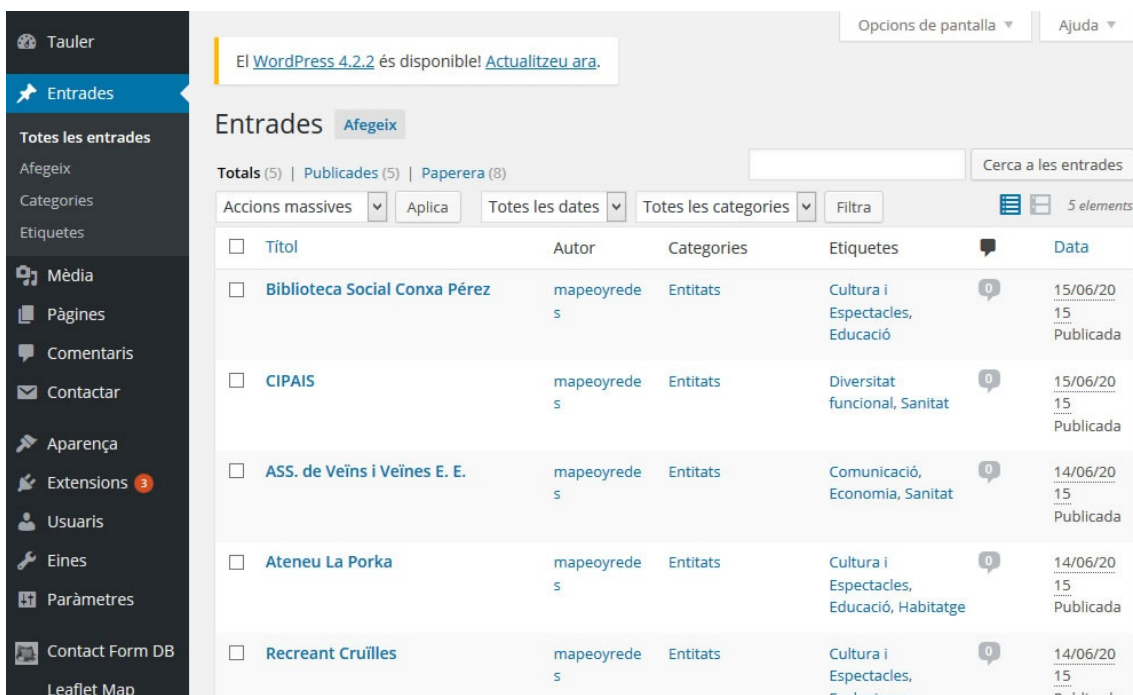 Opcions de pantalla
Ajuda
Tauler
El WordPress 4.2.2 és disponible! Actualitzeu ara.
Entrades
Totes les entrades
Afegeix
Categories
Etiquetes
Mèdia
Pàgines
Comentaris
Contactar
Aparença
Extensions 3
Usuaris
Eines
Paràmetres
Contact Form DB
Leaflet Map
Entrades Afegeix
Totals (5) | Publicades (5) | Paperera (8)
Cerca a les entrades
Accions massives Aplica Totes les dates Totes les categories Filtra 5 elements
Títol Autor Categories Etiquetes Data
Biblioteca Social Conxa Pérez mapeoyrede Entitats Cultura i 0 15/06/20
s Espectacles, 15
Educació Publicada
CIPAIS mapeoyrede Entitats Diversitat 0 15/06/20
s funcional, Sanitat 15
Publicada
ASS. de Veïns i Veïnes E. E. mapeoyrede Entitats Comunicació, 0 14/06/20
s Economia, Sanitat 15
Publicada
Ateneu La Porka mapeoyrede Entitats Cultura i 0 14/06/20
s Espectacles, 15
Educació, Habitatge Publicada
Recreant Cruïlles mapeoyrede Entitats Cultura i 0 14/06/20
s Espectacles, 15